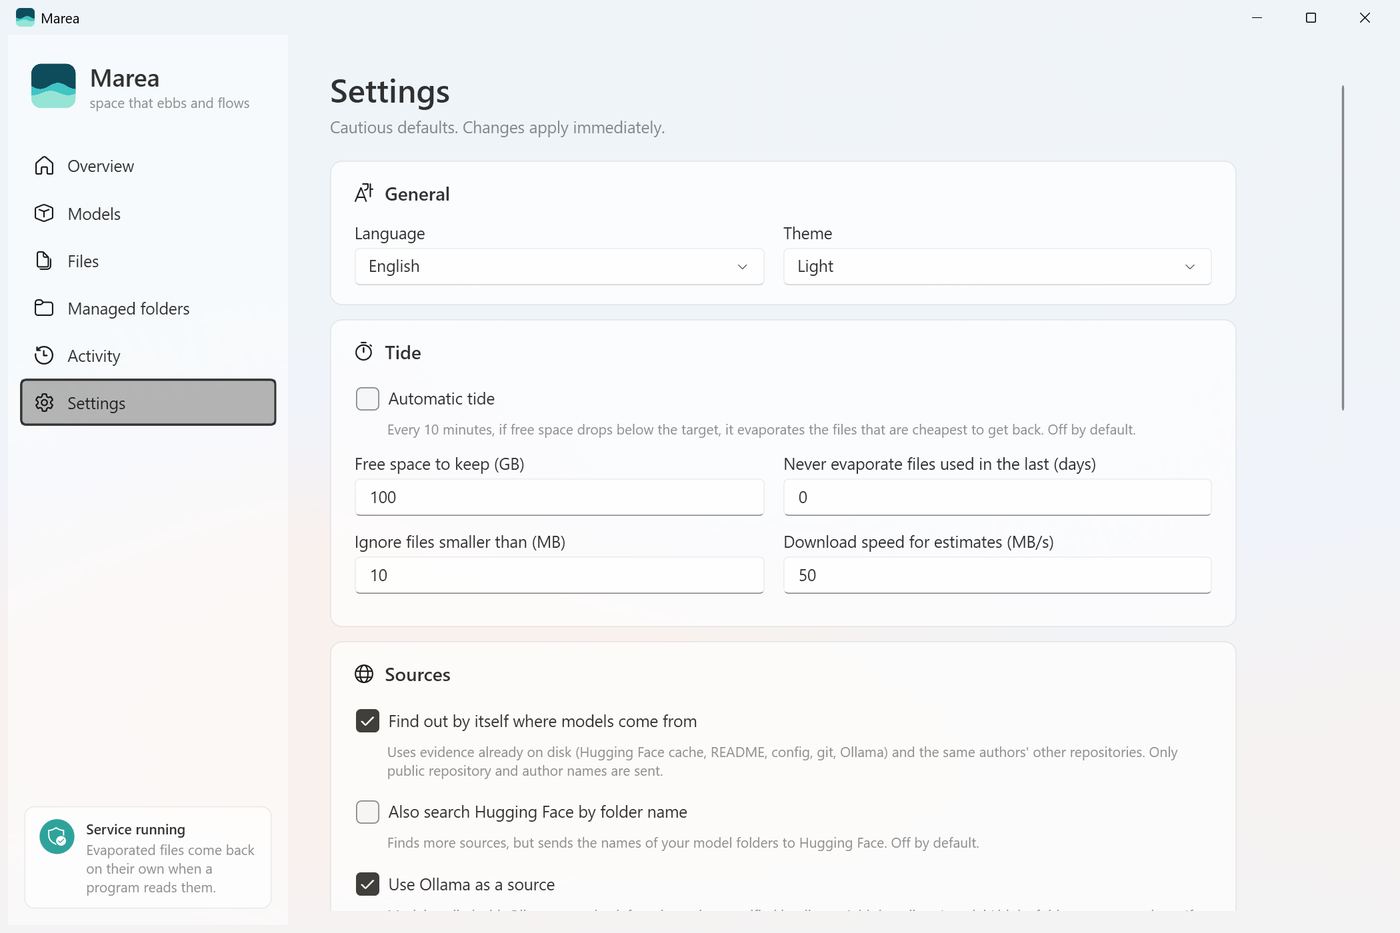 Marea
Marea
space that ebbs and flows
Overview
Models
Files
Managed folders
Activity
Settings
Service running
Evaporated files come back
on their own when a
program reads them.
Settings
Cautious defaults. Changes apply immediately.
General
Language
Theme
English
Light
Tide
Automatic tide
Every 10 minutes, if free space drops below the target, it evaporates the files that are cheapest to get back. Off by default.
Free space to keep (GB)
Never evaporate files used in the last (days)
100
0
Ignore files smaller than (MB)
Download speed for estimates (MB/s)
10
50
Sources
Find out by itself where models come from
Uses evidence already on disk (Hugging Face cache, README, config, git, Ollama) and the same authors' other repositories. Only
public repository and author names are sent.
Also search Hugging Face by folder name
Finds more sources, but sends the names of your model folders to Hugging Face. Off by default.
Use Ollama as a source